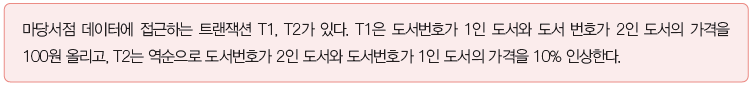 마당서점 데이터에 접근하는 트랜잭션 T1, T2가 있다. T1은 도서번호가 1인 도서와 도서 번호가 2인 도서의 가격을
100원 올리고, T2는 역순으로 도서번호가 2인 도서와 도서번호가 1인 도서의 가격을 10% 인상한다.